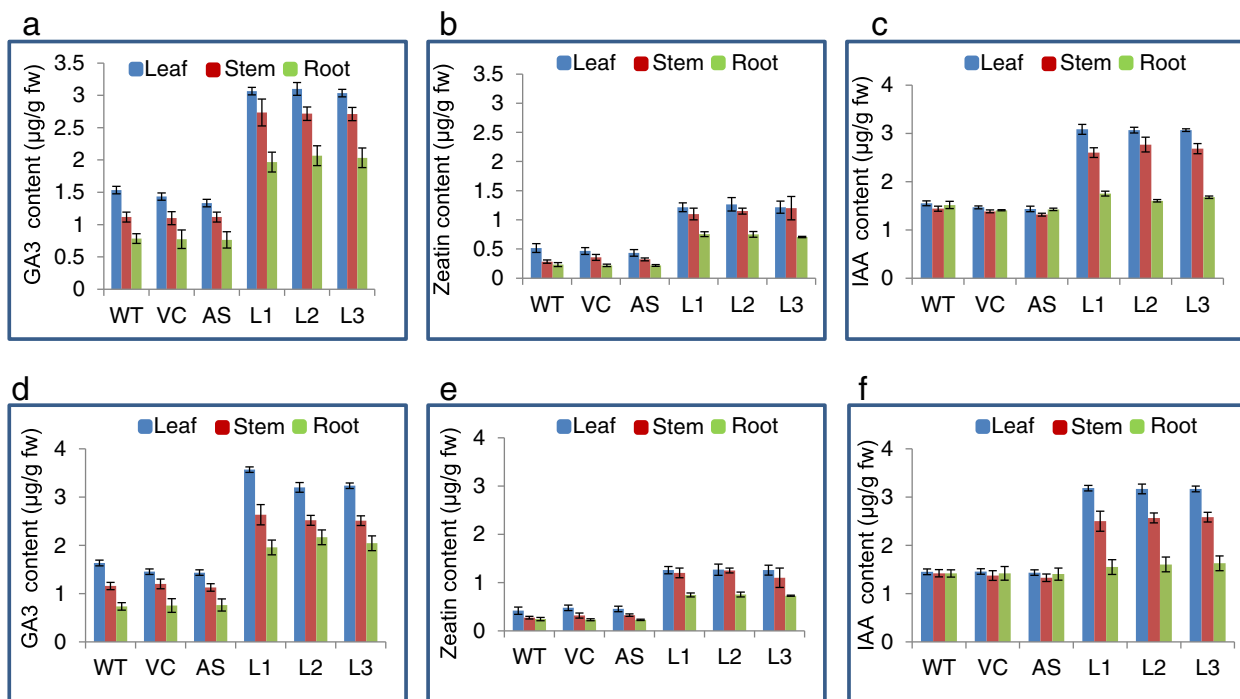 a
Leaf Stem Root
GA3 content (µg/g fw)
3.5
3
2.5
2
1.5
1
0.5
0
WT VC AS L1 L2 L3
b
Leaf Stem Root
Zeatin content (µg/g fw)
3.5
3
2.5
2
1.5
1
0.5
0
WT VC AS L1 L2 L3
c
Leaf Stem Root
IAA content (µg/g fw)
4
3
2
1
0
WT VC AS L1 L2 L3
d
Leaf Stem Root
GA3 content (µg/g fw)
4
3
2
1
0
WT VC AS L1 L2 L3
e
Leaf Stem Root
Zeatin content (µg/g fw)
4
3
2
1
0
WT VC AS L1 L2 L3
f
Leaf Stem Root
IAA content (µg/g fw)
4
3
2
1
0
WT VC AS L1 L2 L3